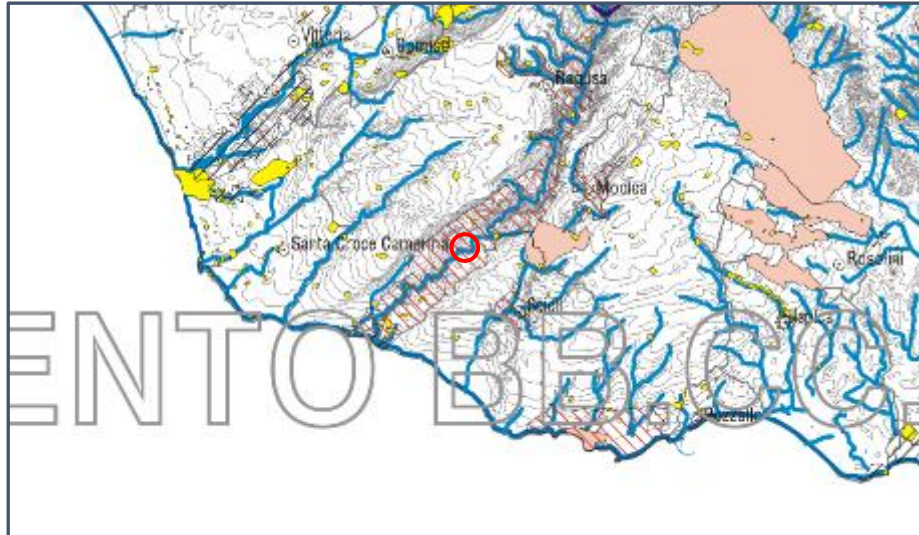 Vittoria
Comiso
Ragusa
Modica
Santa Croce Camerina
Rosolini
Scicli
Ispica
ENTO BB.CC.
Pozzallo